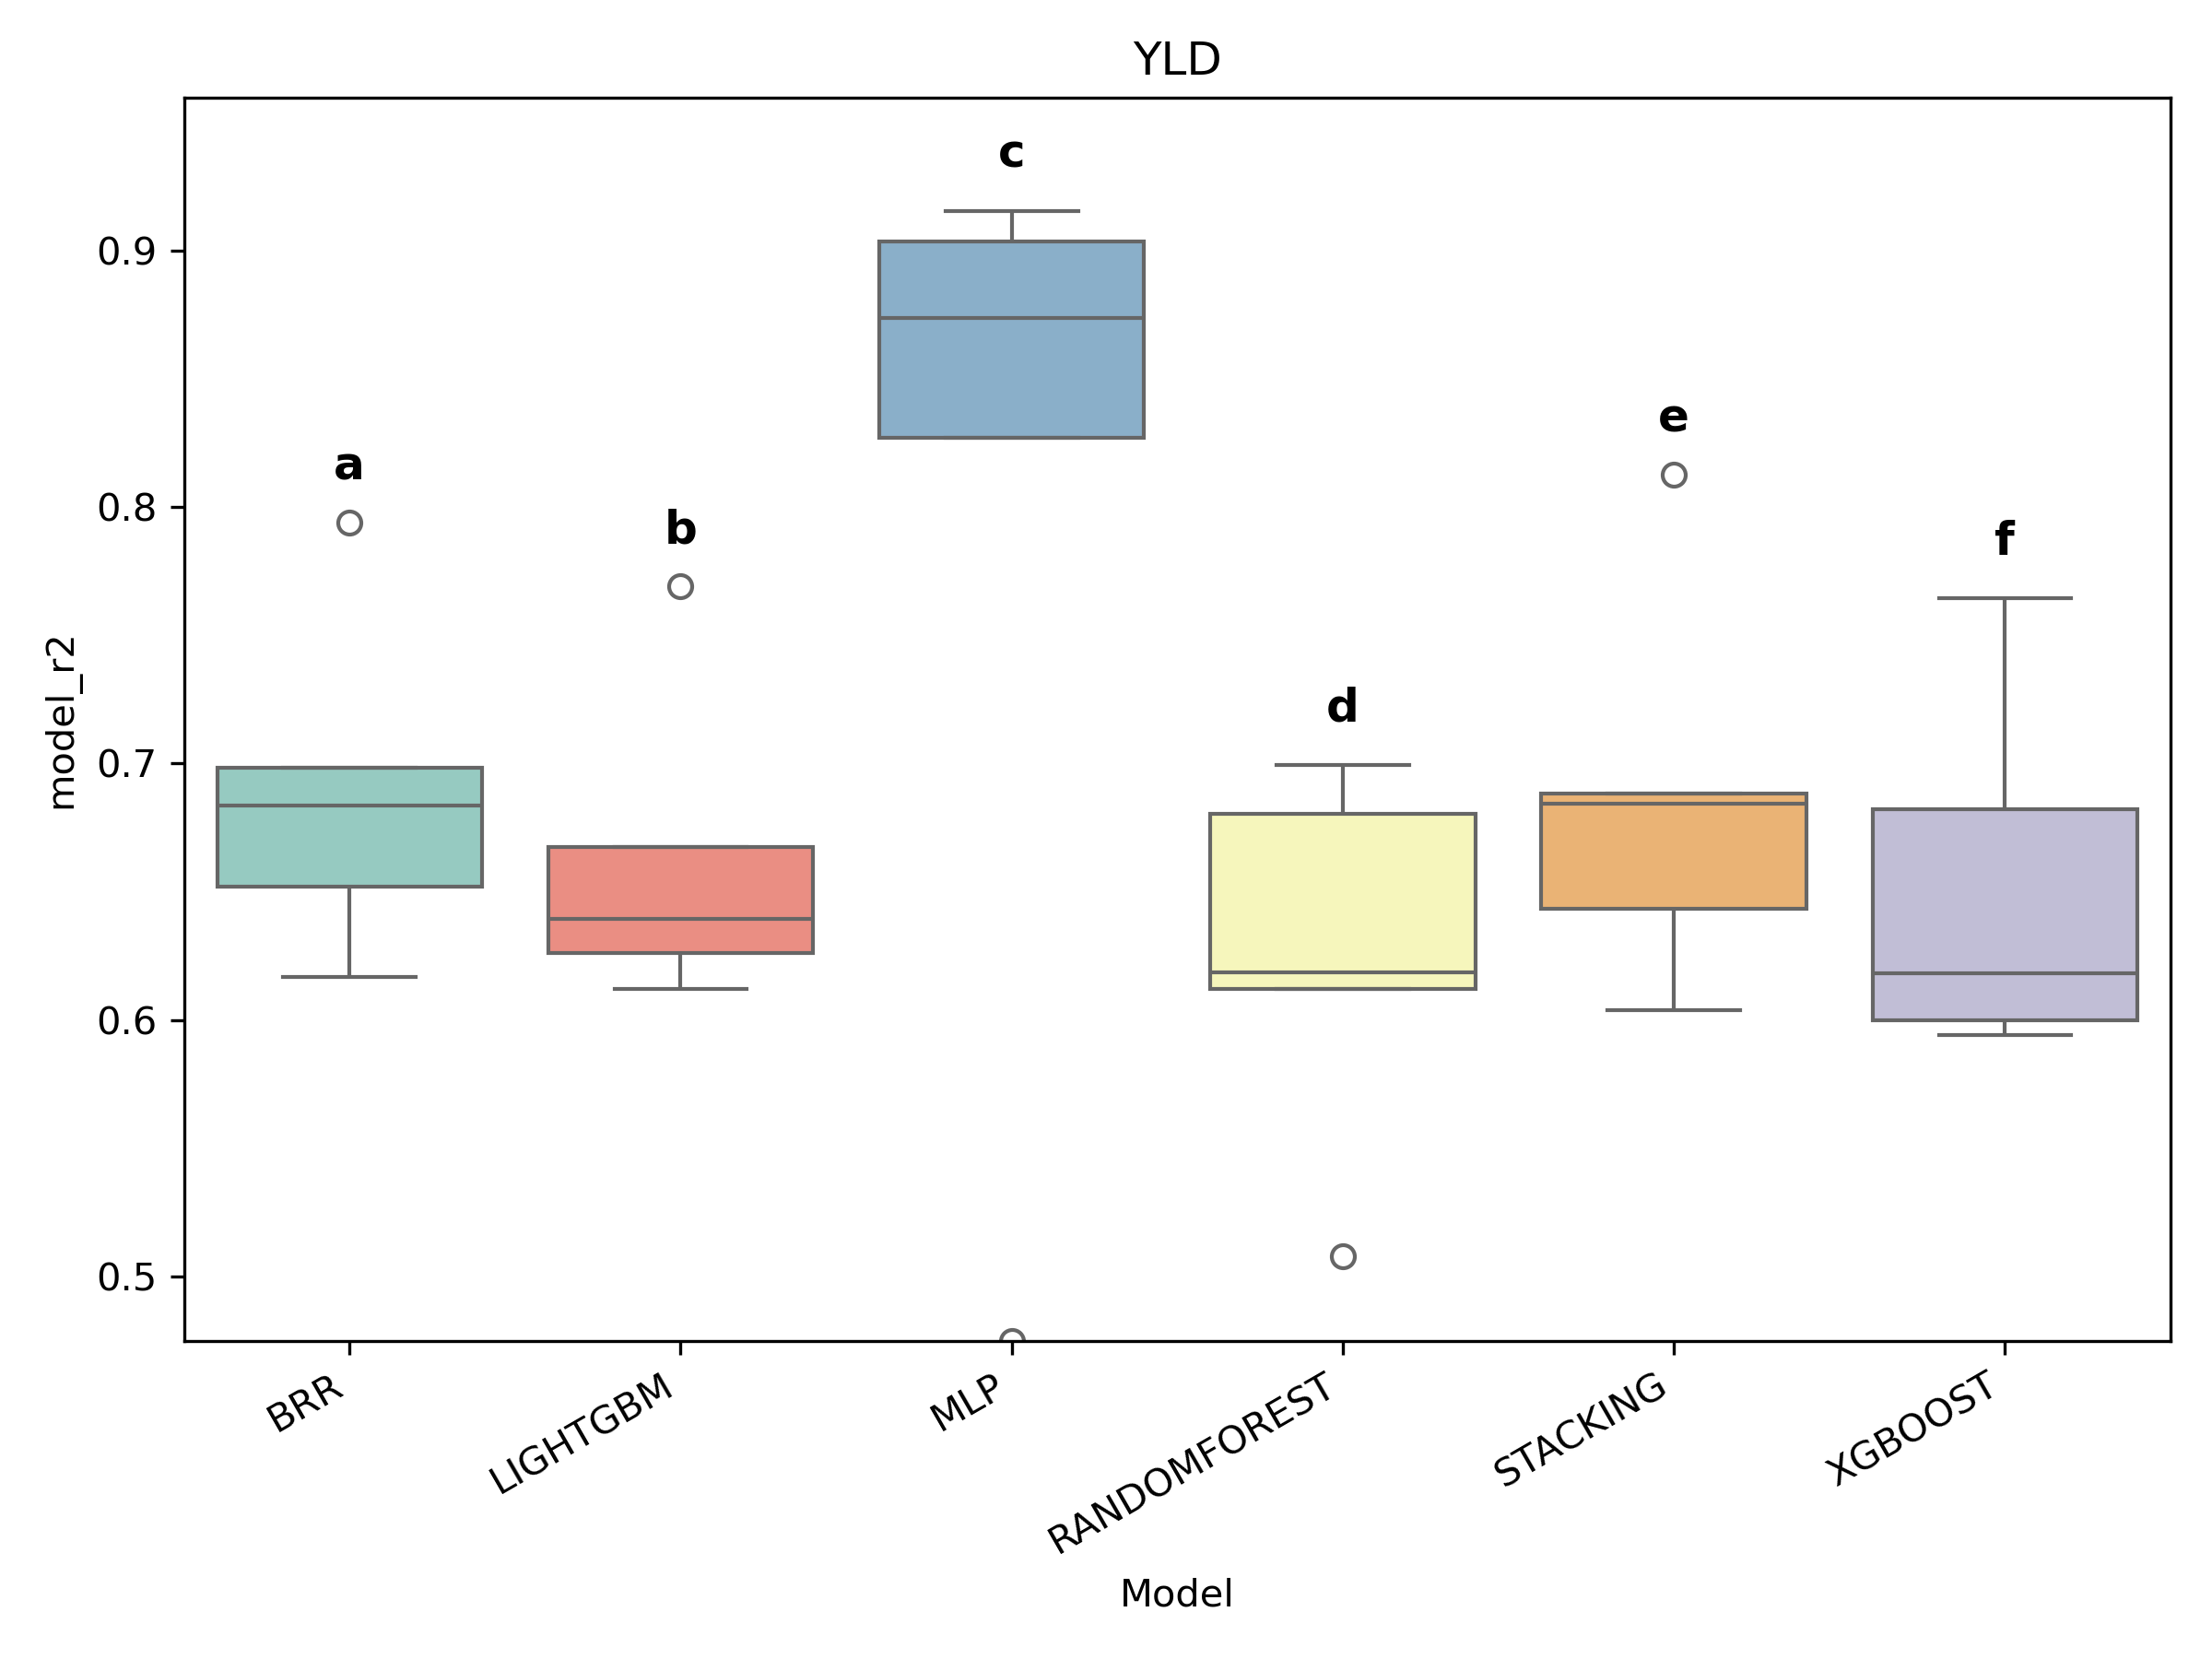 YLD
c
0.9
e
a
0.8
b
f
d
model_r2
0.7
0.6
0.5
BRR
LIGHTGBM
MLP
RANDOMFOREST
STACKING
XGBOOST
Model